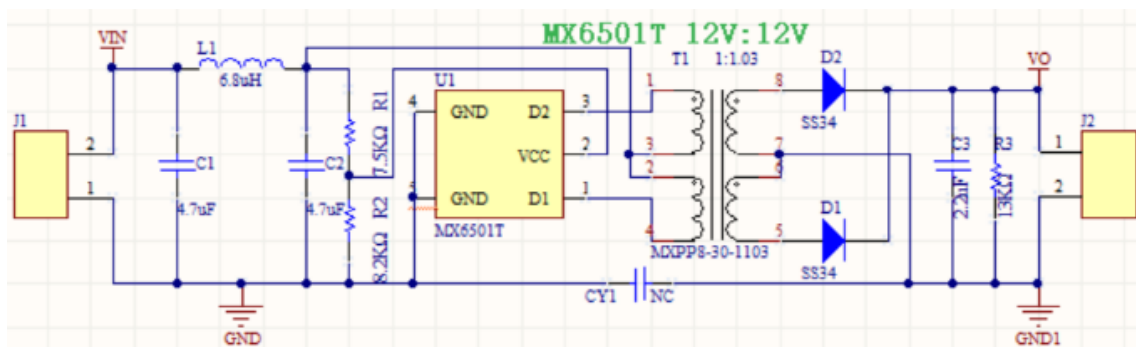 MX6501T 12V:12V
VIN
L1
6.8uH
J1
2
1
C1
4.7uF
C2
4.7uF
R1
7.5KΩ
R2
8.2KΩ
U1
4
GND
D2
3
VCC
2
5
GND
D1
1
MX6501T
T1
1:1.03
1
8
3
7
2
6
4
5
MXPP8-30-1103
D2
SS34
D1
SS34
VO
C3
2.2uF
R3
13KΩ
J2
1
2
CY1
NC
GND
GND1